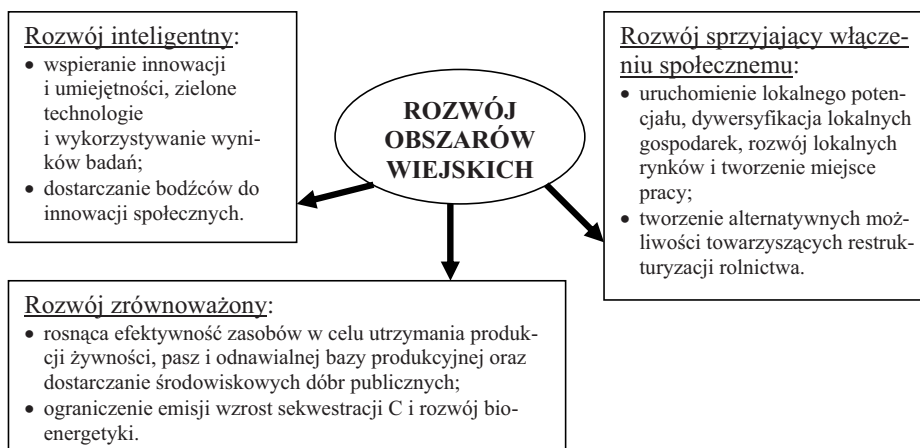 Rozwój inteligentny:
• wspieranie innowacji
i umiejętności, zielone
technologie
i wykorzystywanie wyni-
ków badań;
• dostarczanie bodźców do
innowacji społecznych.
ROZWÓJ
OBSZARÓW
WIEJSKICH
Rozwój sprzyjający włącze-
niu społecznemu:
• uruchomienie lokalnego poten-
cjału, dywersyfikacja lokalnych
gospodarek, rozwój lokalnych
rynków i tworzenie miejsce
pracy;
• tworzenie alternatywnych moż-
liwości towarzyszących restruk-
turyzacji rolnictwa.
Rozwój zrównoważony:
• rosnąca efektywność zasobów w celu utrzymania produk-
cji żywności, pasz i odnawialnej bazy produkcyjnej oraz
dostarczanie środowiskowych dóbr publicznych;
• ograniczenie emisji wzrost sekwestracji C i rozwój bio-
energetyki.